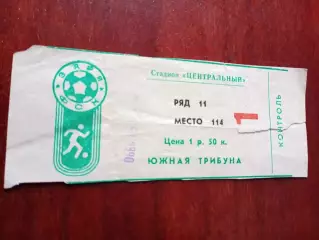 Стадион «ЦЕНТРАЛЬНЫЙ»
РЯД 11
МЕСТО 114
Цена 1 р. 50 к.
ЮЖНАЯ ТРИБУНА
КОНТРОЛЬ